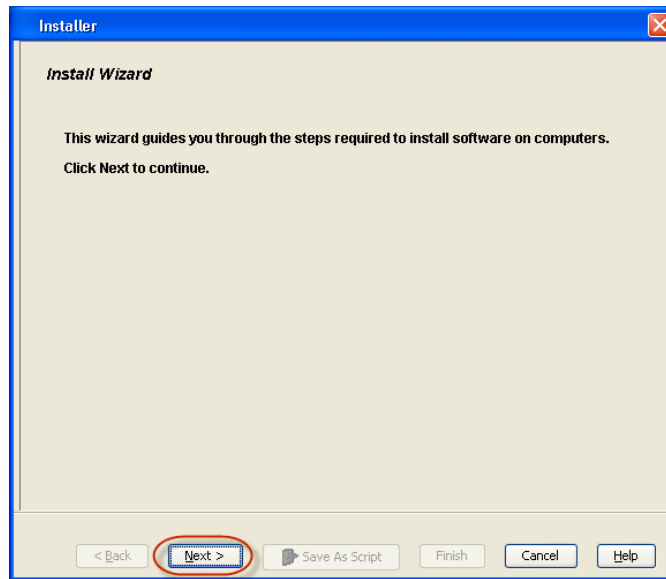 Installer
Install Wizard
This wizard guides you through the steps required to install software on computers.
Click Next to continue.
< Back Next > Save As Script Finish Cancel Help